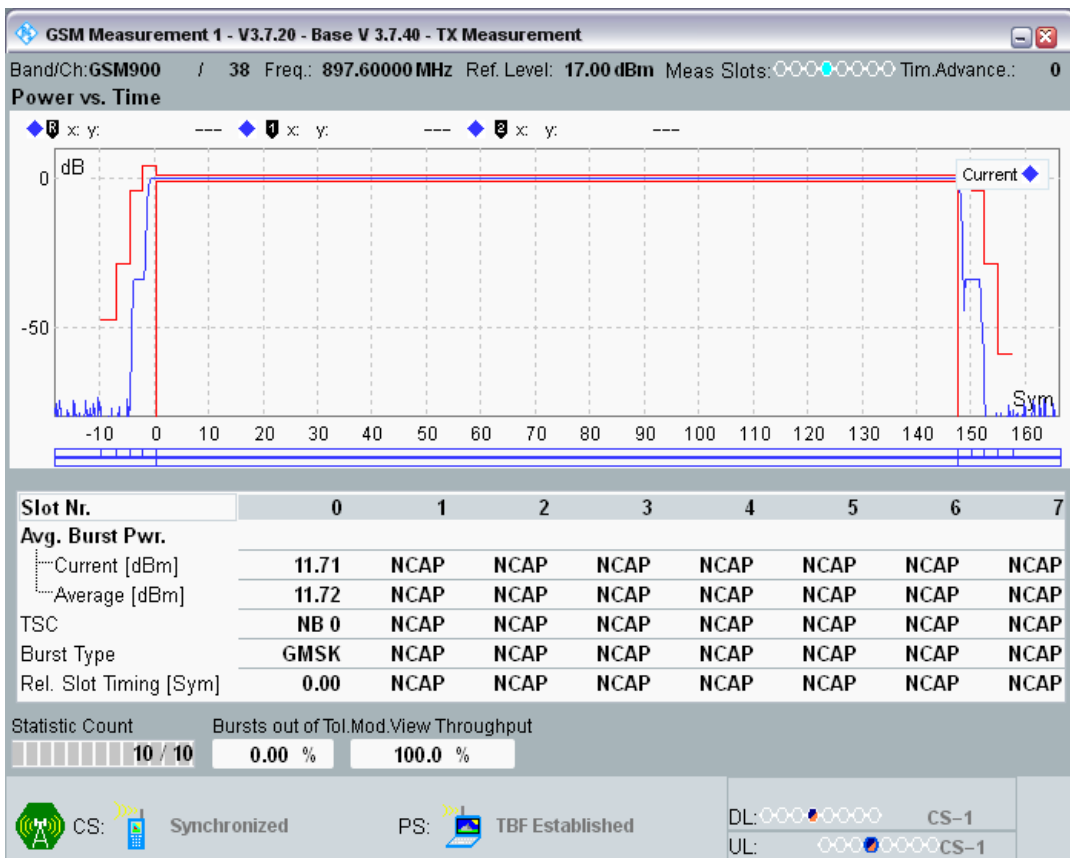 GSM Measurement 1 - V3.7.20 - Base V 3.7.40 - TX Measurement
Band/Ch:GSM900 / 38 Freq.: 897.60000 MHz Ref. Level: 17.00 dBm Meas Slots: Tim.Advance.: 0
Power vs. Time
R x: y: --- 1 x: y: --- 2 x: y: ---
dB
Current
0
-50
Sym
-10 0 10 20 30 40 50 60 70 80 90 100 110 120 130 140 150 160
Slot Nr. 0 1 2 3 4 5 6 7
Avg. Burst Pwr.
Current [dBm] 11.71 NCAP NCAP NCAP NCAP NCAP NCAP NCAP
Average [dBm] 11.72 NCAP NCAP NCAP NCAP NCAP NCAP NCAP
TSC NB 0 NCAP NCAP NCAP NCAP NCAP NCAP NCAP
Burst Type GMSK NCAP NCAP NCAP NCAP NCAP NCAP NCAP
Rel. Slot Timing [Sym] 0.00 NCAP NCAP NCAP NCAP NCAP NCAP NCAP
Statistic Count Bursts out of Tol.Mod.View Throughput
10 / 10 0.00 % 100.0 %
CS: Synchronized PS: TBF Established
DL: CS-1
UL: CS-1